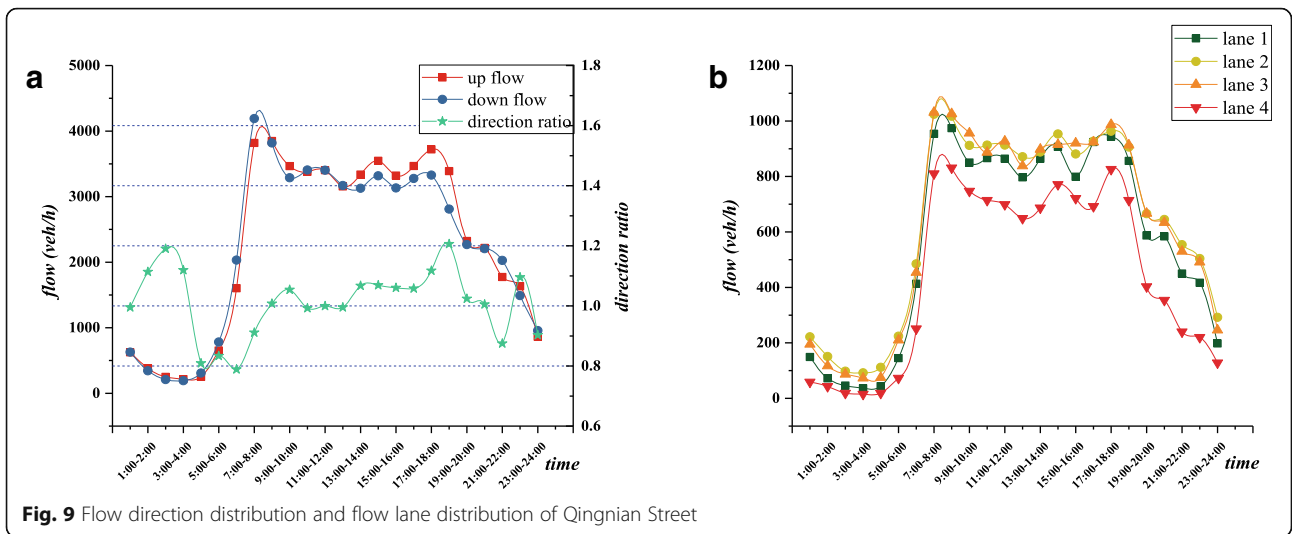 a
5000
4000
3000
2000
1000
0
flow (veh/h)
up flow
down flow
direction ratio
1.8
1.6
1.4
1.2
1.0
0.8
0.6
direction ratio
1:00-2:00
3:00-4:00
5:00-6:00
7:00-8:00
9:00-10:00
11:00-12:00
13:00-14:00
15:00-16:00
17:00-18:00
19:00-20:00
21:00-22:00
23:00-24:00
time
b
1200
1000
800
600
400
200
0
flow (veh/h)
lane 1
lane 2
lane 3
lane 4
1:00-2:00
3:00-4:00
5:00-6:00
7:00-8:00
9:00-10:00
11:00-12:00
13:00-14:00
15:00-16:00
17:00-18:00
19:00-20:00
21:00-22:00
23:00-24:00
time
Fig. 9 Flow direction distribution and flow lane distribution of Qingnian Street